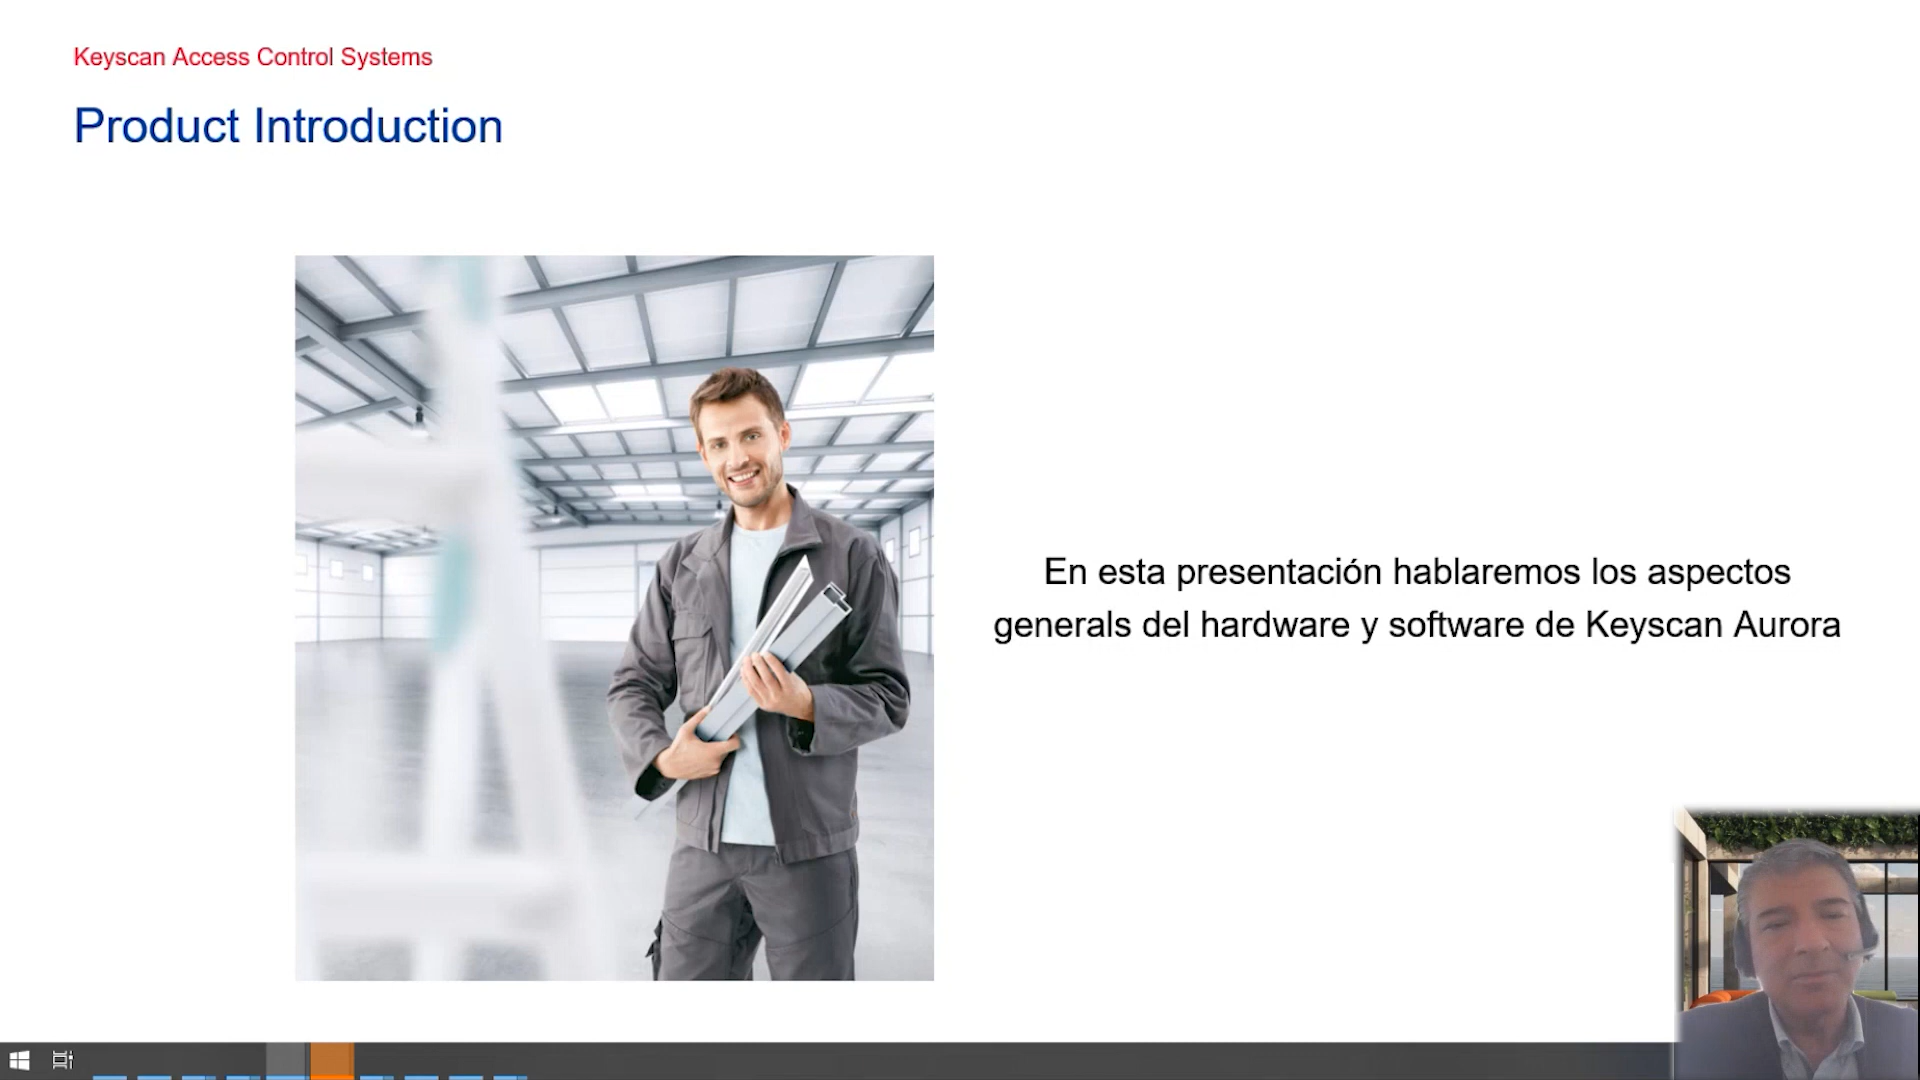 Keyscan Access Control Systems
Product Introduction
En esta presentación hablaremos los aspectos
generals del hardware y software de Keyscan Aurora